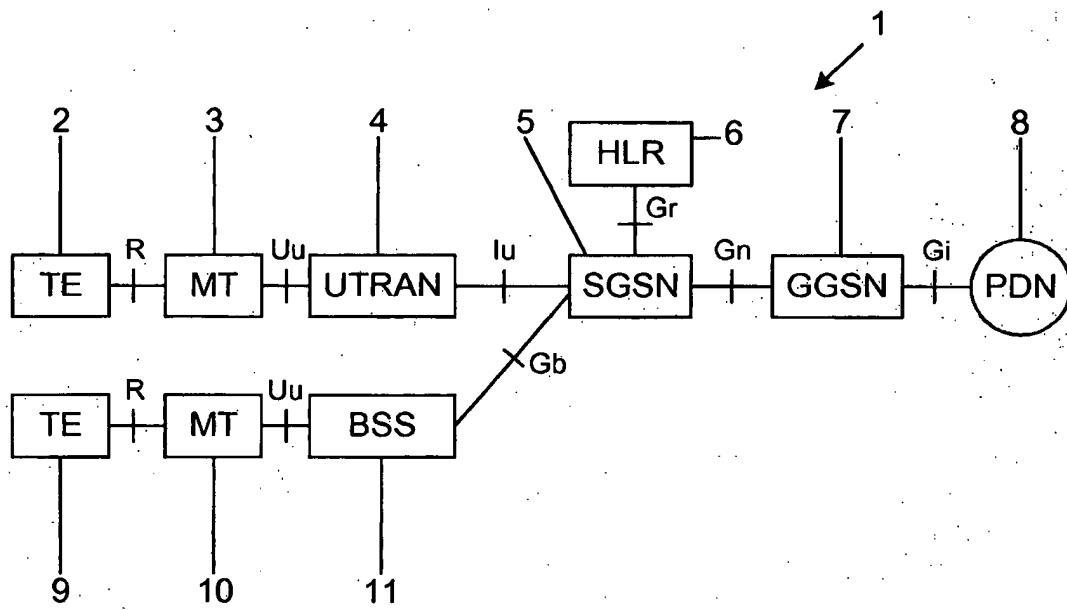 1
2 3 4 5 6 7 8
HLR
Gr
R Uu Iu Gn Gi
TE MT UTRAN SGSN GGSN PDN
Gb
R Uu
TE MT BSS
9 10 11